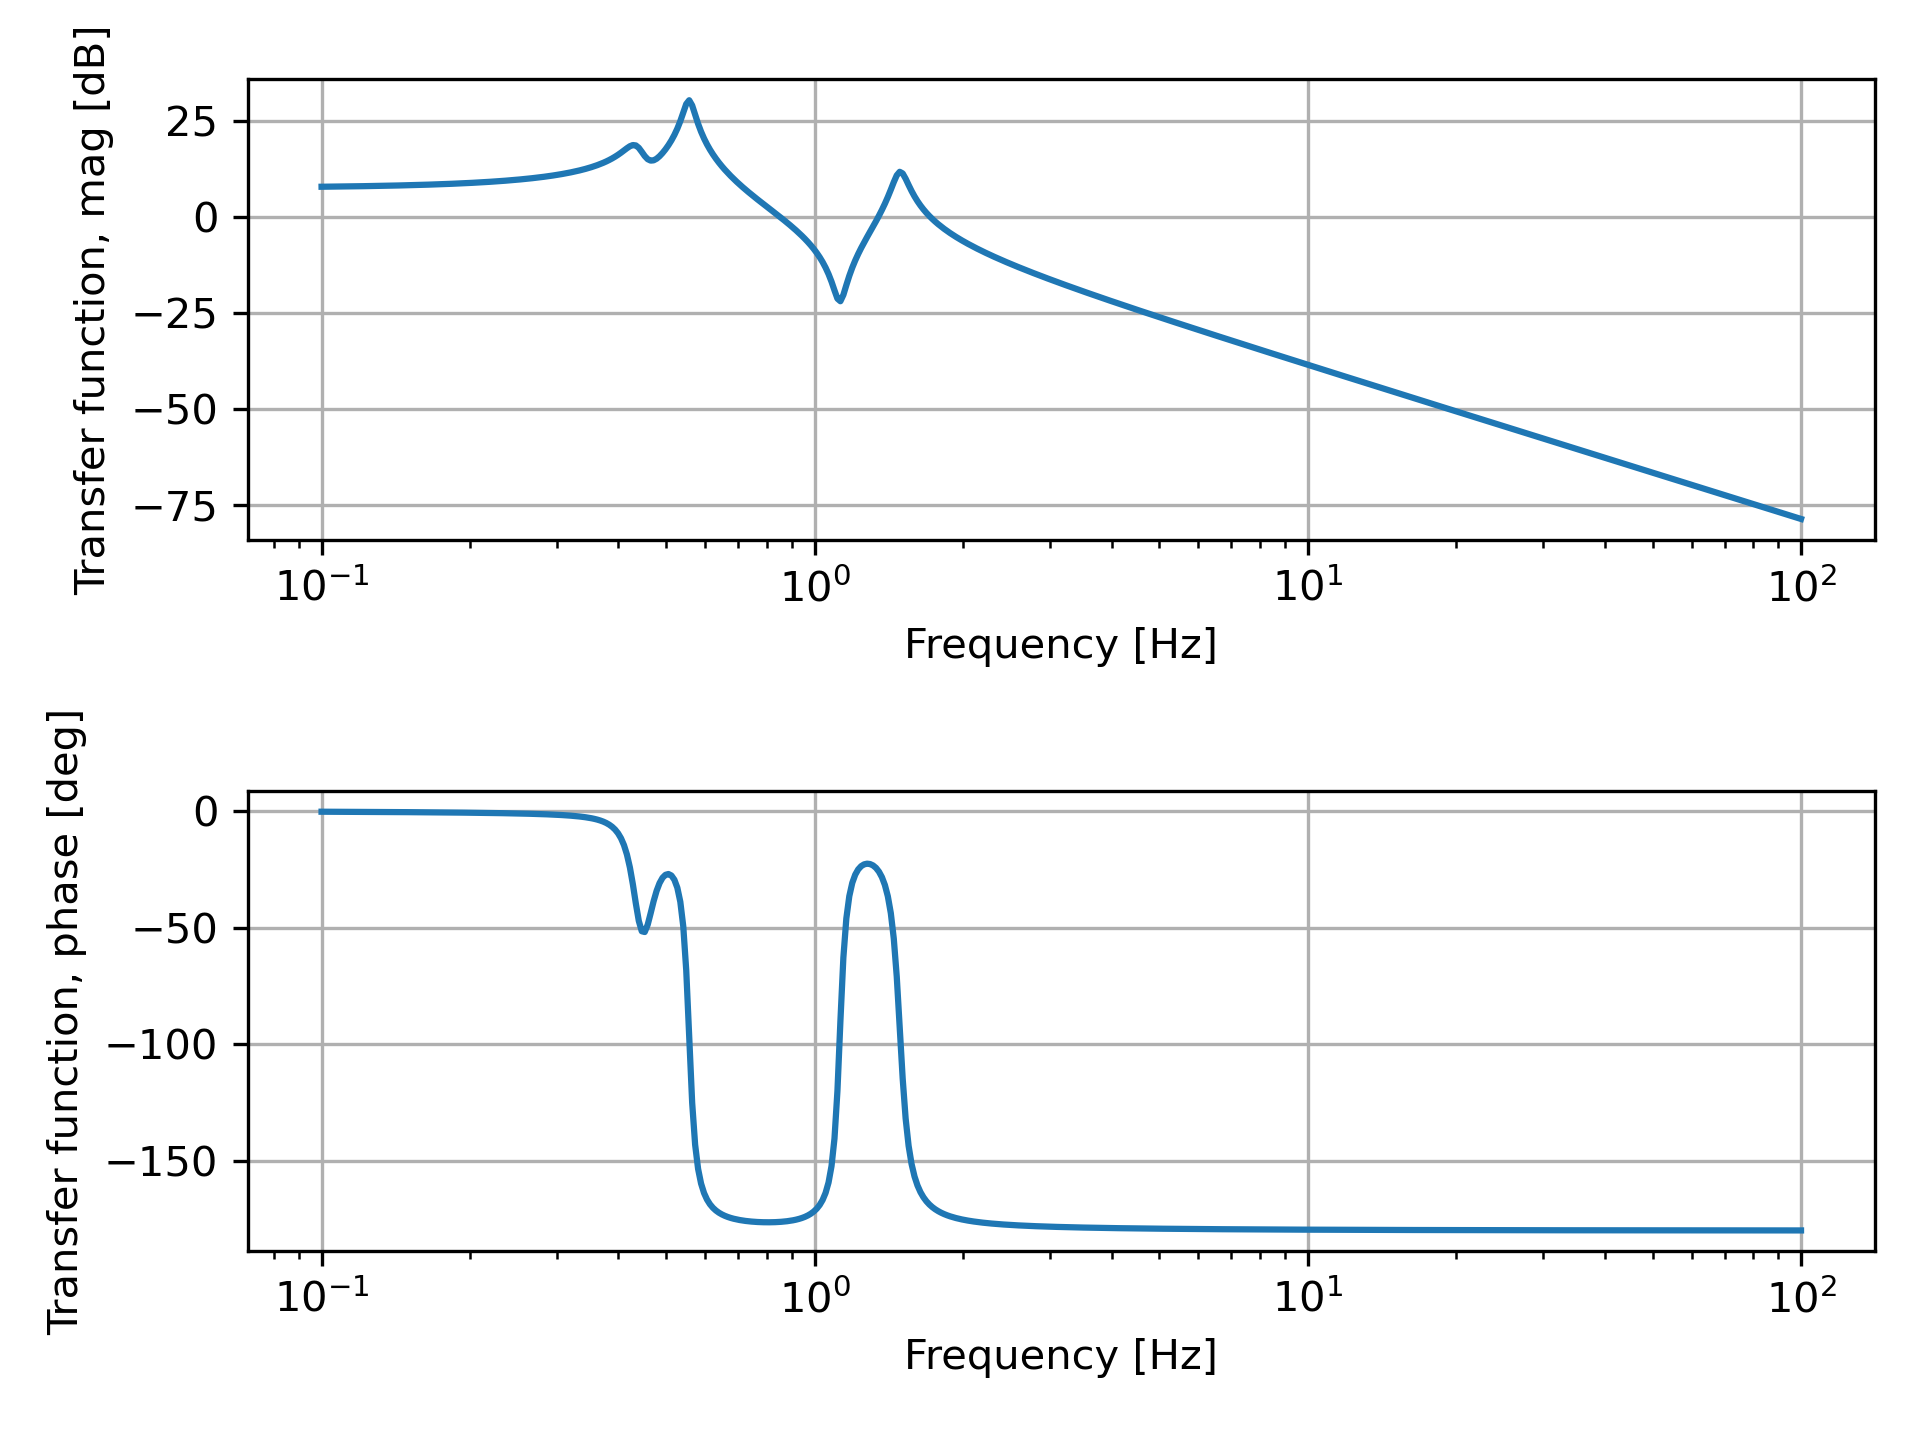 Transfer function, mag [dB]
25
0
−25
−50
−75
10⁻¹ 10⁰ 10¹ 10²
Frequency [Hz]
Transfer function, phase [deg]
0
−50
−100
−150
10⁻¹ 10⁰ 10¹ 10²
Frequency [Hz]